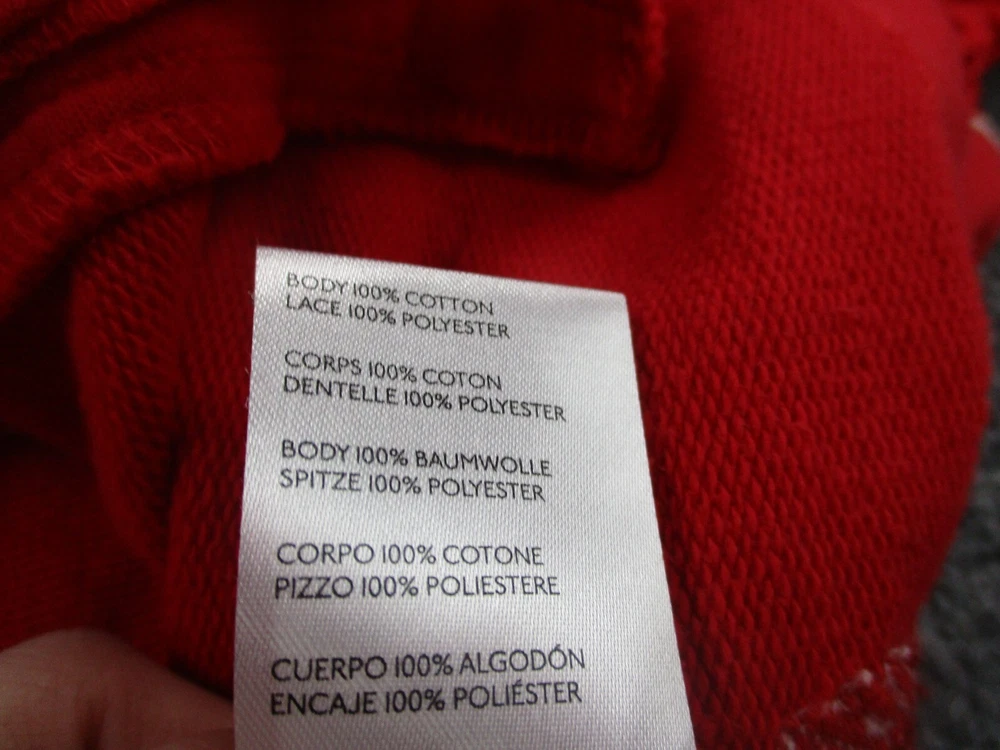 BODY 100% COTTON
LACE 100% POLYESTER
CORPS 100% COTON
DENTELLE 100% POLYESTER
BODY 100% BAUMWOLLE
SPITZE 100% POLYESTER
CORPO 100% COTONE
PIZZO 100% POLIESTERE
CUERPO 100% ALGODÓN
ENCAJE 100% POLIÉSTER